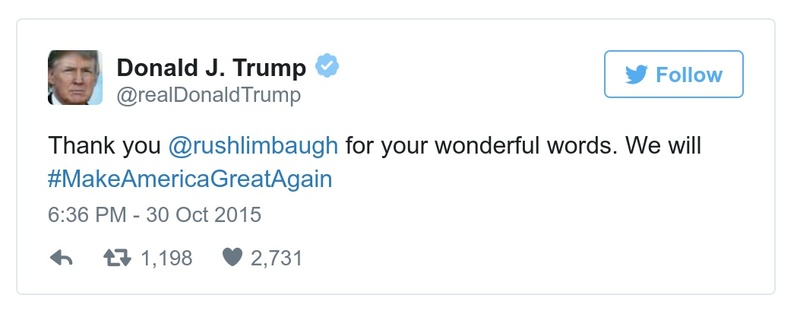 Donald J. Trump
@realDonaldTrump
Follow
Thank you @rushlimbaugh for your wonderful words. We will
#MakeAmericaGreatAgain
6:36 PM - 30 Oct 2015
1,198 2,731